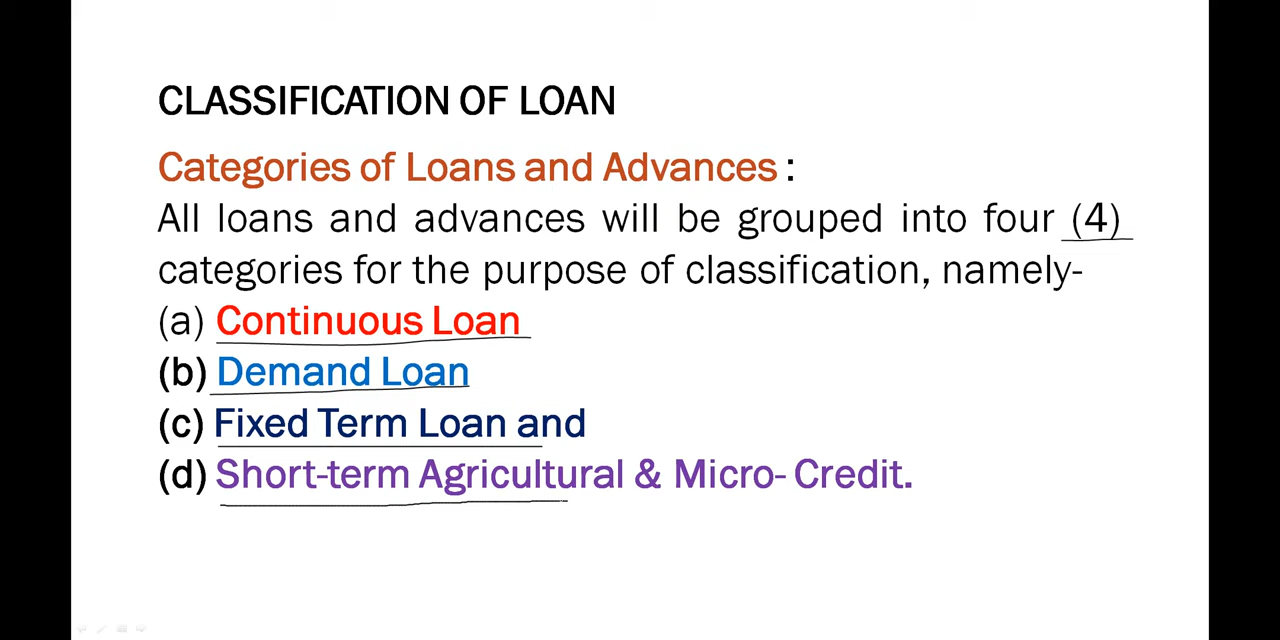 CLASSIFICATION OF LOAN
Categories of Loans and Advances :
All loans and advances will be grouped into four (4)
categories for the purpose of classification, namely-
(a) Continuous Loan
(b) Demand Loan
(c) Fixed Term Loan and
(d) Short-term Agricultural & Micro- Credit.